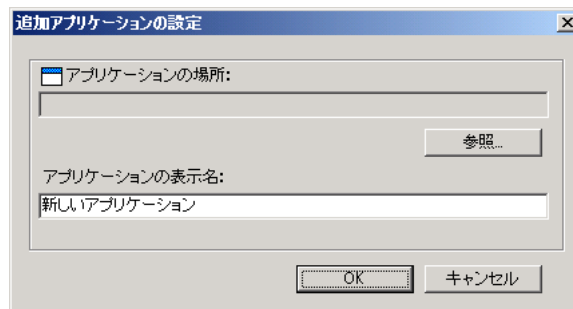 追加アプリケーションの設定
アプリケーションの場所:
参照...
アプリケーションの表示名:
新しいアプリケーション
OK
キャンセル